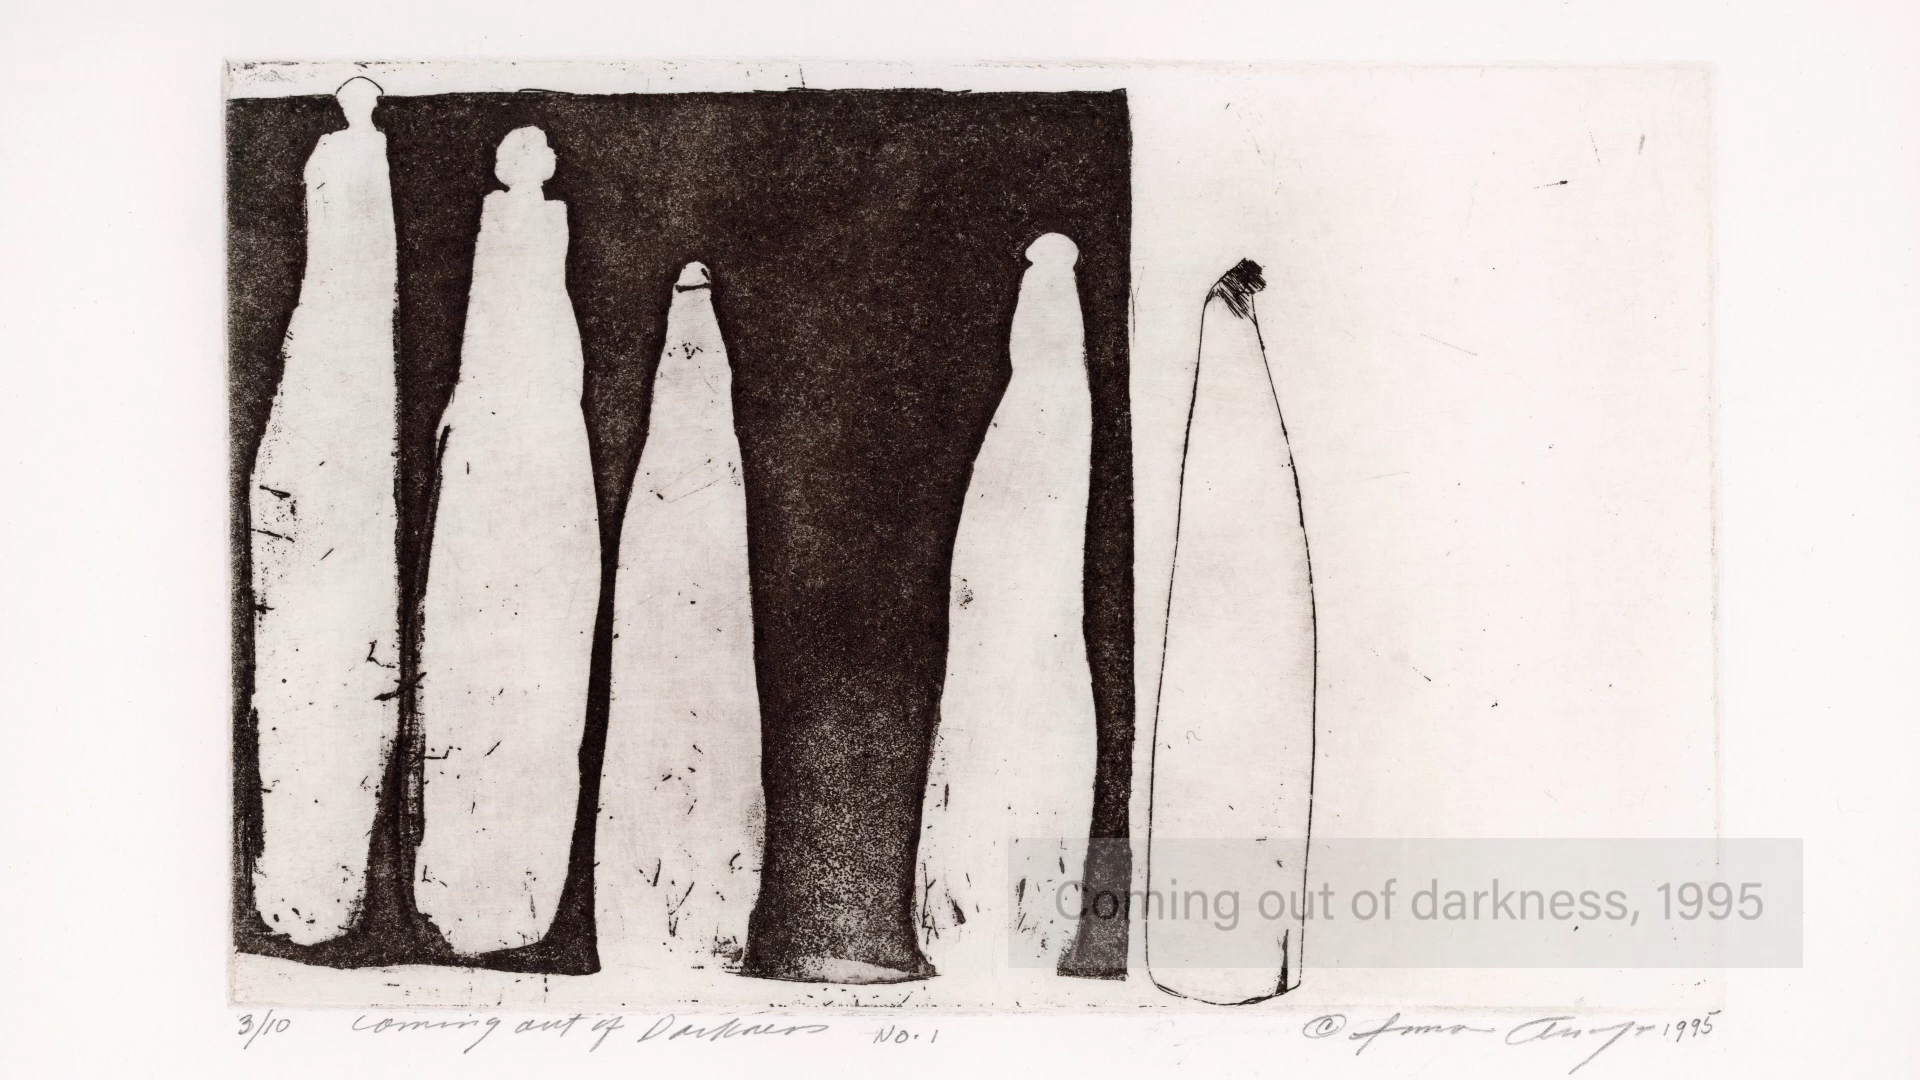 Coming out of darkness, 1995
3/10 Coming out of Darkness No. 1 © 1995